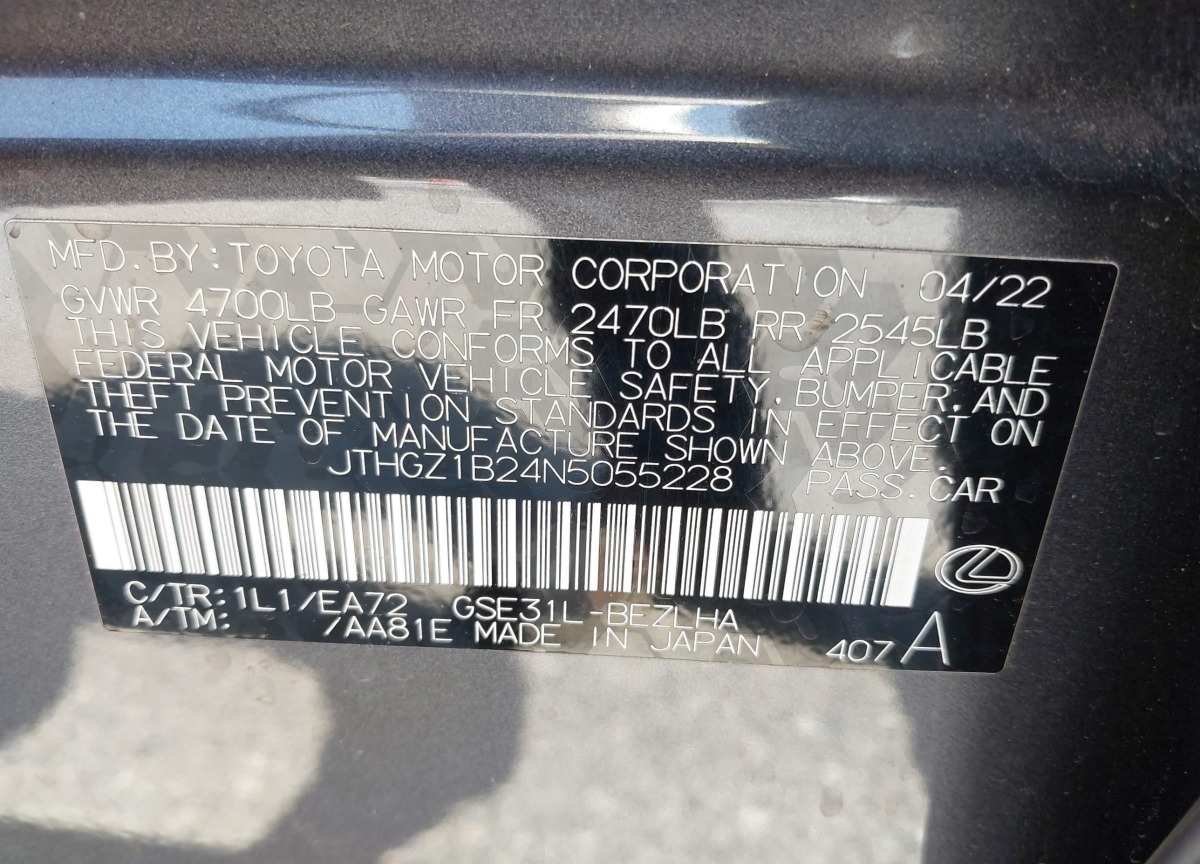 MFD.BY:TOYOTA MOTOR CORPORATION 04/22
GVWR 4700LB GAWR FR 2470LB RR 2545LB
THIS VEHICLE CONFORMS TO ALL APPLICABLE
FEDERAL MOTOR VEHICLE SAFETY,BUMPER,AND
THEFT PREVENTION STANDARDS IN EFFECT ON
THE DATE OF MANUFACTURE SHOWN ABOVE.
JTHGZ1B24N5055228 PASS.CAR
C/TR:1L1/EA72 GSE31L-BEZLHA
A/TM: /AA81E MADE IN JAPAN 407 A